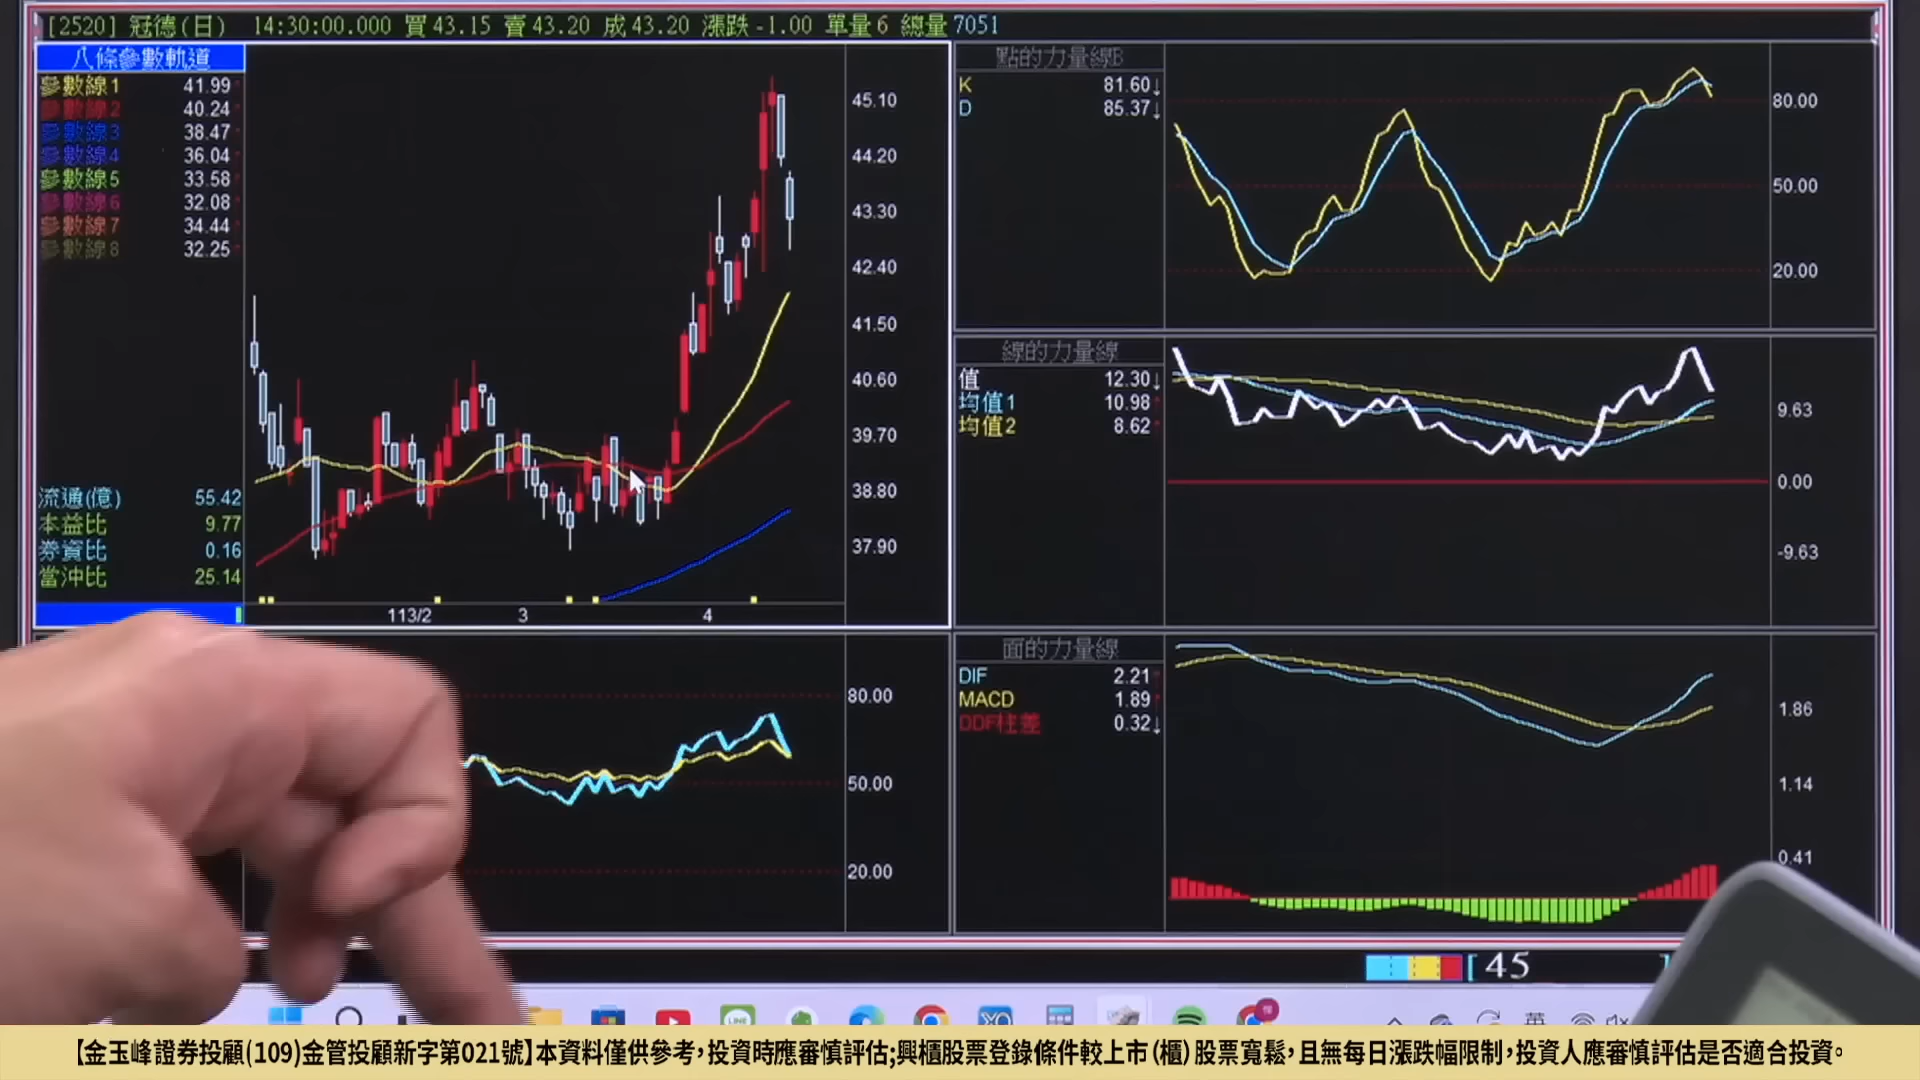 [2520] 冠德(日) 14:30:00.000 買43.15 賣43.20 成43.20 漲跌-1.00 單量6 總量7051
八條參數軌道
參數線1 41.99
參數線2 40.24
參數線3 38.47
參數線4 36.04
參數線5 33.58
參數線6 32.08
參數線7 34.44
參數線8 32.25
流通(億) 55.42
本益比 9.77
券資比 0.16
當沖比 25.14
45.10
44.20
43.30
42.40
41.50
40.60
39.70
38.80
37.90
113/2 3 4
點的力量線B
K 81.60↓
D 85.37↓
80.00
50.00
20.00
線的力量線
值 12.30↓
均值1 10.98
均值2 8.62
9.63
0.00
-9.63
80.00
50.00
20.00
面的力量線
DIF 2.21
MACD 1.89
DDF柱差 0.32↓
1.86
1.14
0.41
[ 45 ]
LINE
XQ
英
【金玉峰證券投顧(109)金管投顧新字第021號】本資料僅供參考，投資時應審慎評估;興櫃股票登錄條件較上市(櫃)股票寬鬆，且無每日漲跌幅限制，投資人應審慎評估是否適合投資。